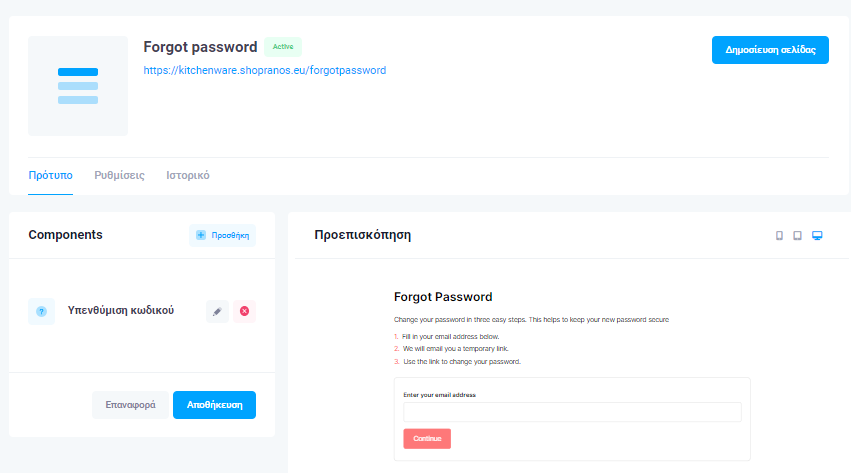 Forgot password Active
https://kitchenware.shopranos.eu/forgotpassword
Δημοσίευση σελίδας
Πρότυπο Ρυθμίσεις Ιστορικό
Components
Προσθήκη
Υπενθύμιση κωδικού
Επαναφορά Αποθήκευση
Προεπισκόπηση
Forgot Password
Change your password in three easy steps. This helps to keep your new password secure
1. Fill in your email address below.
2. We will email you a temporary link.
3. Use the link to change your password.
Enter your email address
Continue